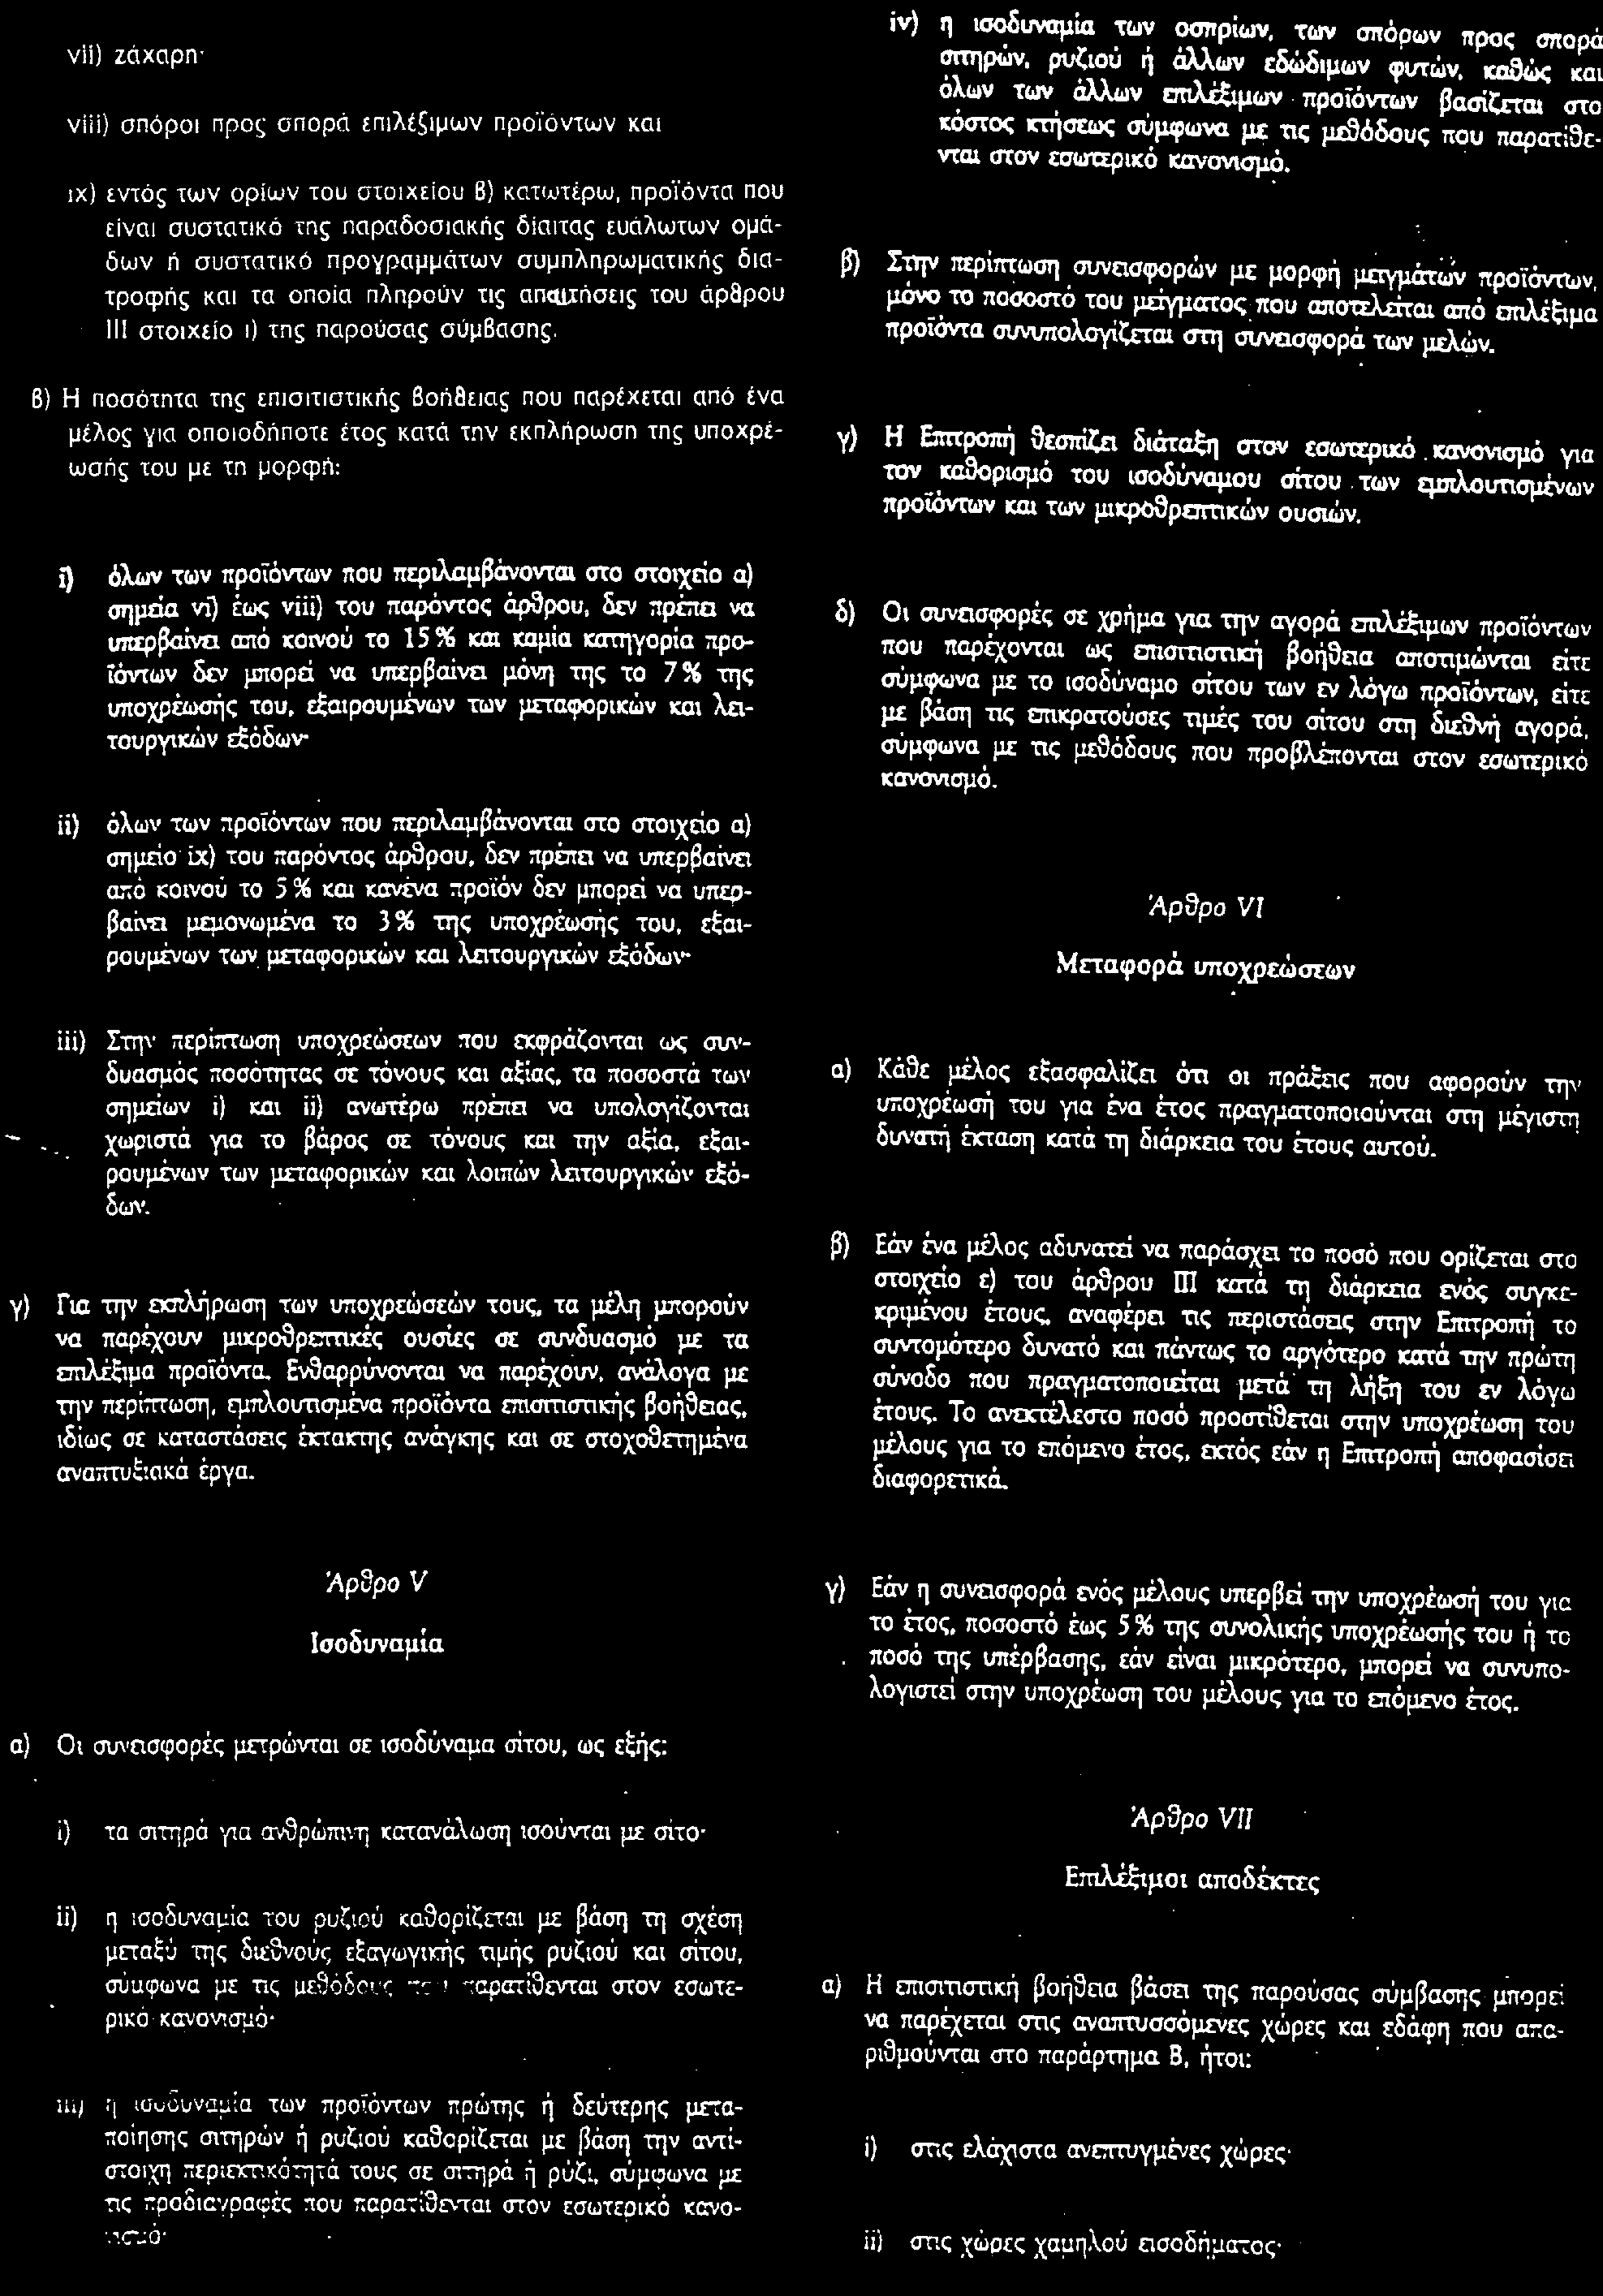 vii) ζάχαρη·
viii) σπόροι προς σπορά επιλέξιμων προϊόντων και
ιx) εντός των ορίων του στοιχείου β) κατωτέρω, προϊόντα που
είναι συστατικό της παραδοσιακής δίαιτας ευάλωτων ομά-
δων ή συστατικό προγραμμάτων συμπληρωματικής δια-
τροφής και τα οποία πληρούν τις απαιτήσεις του άρθρου
III στοιχείο ι) της παρούσας σύμβασης.
β) Η ποσότητα της επισιτιστικής βοήθειας που παρέχεται από ένα
μέλος για οποιοδήποτε έτος κατά την εκπλήρωση της υποχρέ-
ωσής του με τη μορφή:
i) όλων των προϊόντων που περιλαμβάνονται στο στοιχείο α)
σημεία vi) έως viii) του παρόντος άρθρου, δεν πρέπει να
υπερβαίνει από κοινού το 15 % και καμία κατηγορία προ-
ϊόντων δεν μπορεί να υπερβαίνει μόνη της το 7 % της
υποχρέωσής του, εξαιρουμένων των μεταφορικών και λει-
τουργικών εξόδων·
ii) όλων των προϊόντων που περιλαμβάνονται στο στοιχείο α)
σημείο ix) του παρόντος άρθρου, δεν πρέπει να υπερβαίνει
από κοινού το 5 % και κανένα προϊόν δεν μπορεί να υπερ-
βαίνει μεμονωμένα το 3 % της υποχρέωσής του, εξαι-
ρουμένων των μεταφορικών και λειτουργικών εξόδων·
iii) Στην περίπτωση υποχρεώσεων που εκφράζονται ως συν-
δυασμός ποσότητας σε τόνους και αξίας, τα ποσοστά των
σημείων i) και ii) ανωτέρω πρέπει να υπολογίζονται
χωριστά για το βάρος σε τόνους και την αξία, εξαι-
ρουμένων των μεταφορικών και λοιπών λειτουργικών εξό-
δων.
γ) Για την εκπλήρωση των υποχρεώσεών τους, τα μέλη μπορούν
να παρέχουν μικροθρεπτικές ουσίες σε συνδυασμό με τα
επιλέξιμα προϊόντα. Ενθαρρύνονται να παρέχουν, ανάλογα με
την περίπτωση, εμπλουτισμένα προϊόντα επισιτιστικής βοήθειας,
ιδίως σε καταστάσεις έκτακτης ανάγκης και σε στοχοθετημένα
αναπτυξιακά έργα.
Άρθρο V
Ισοδυναμία
α) Οι συνεισφορές μετρώνται σε ισοδύναμα σίτου, ως εξής:
i) τα σιτηρά για ανθρώπινη κατανάλωση ισούνται με σίτο·
ii) η ισοδυναμία του ρυζιού καθορίζεται με βάση τη σχέση
μεταξύ της διεθνούς εξαγωγικής τιμής ρυζιού και σίτου,
σύμφωνα με τις μεθόδους που παρατίθενται στον εσωτε-
ρικό κανονισμό·
iii) η ισοδυναμία των προϊόντων πρώτης ή δεύτερης μετα-
ποίησης σιτηρών ή ρυζιού καθορίζεται με βάση την αντί-
στοιχη περιεκτικότητά τους σε σιτηρά ή ρύζι, σύμφωνα με
τις προδιαγραφές που παρατίθενται στον εσωτερικό κανο-
νισμό·
iv) η ισοδυναμία των οσπρίων, των σπόρων προς σπορά
σιτηρών, ρυζιού ή άλλων εδώδιμων φυτών, καθώς και
όλων των άλλων επιλέξιμων προϊόντων βασίζεται στο
κόστος κτήσεως σύμφωνα με τις μεθόδους που παρατίθε-
νται στον εσωτερικό κανονισμό.
β) Στην περίπτωση συνεισφορών με μορφή μειγμάτων προϊόντων,
μόνο το ποσοστό του μείγματος που αποτελείται από επιλέξιμα
προϊόντα συνυπολογίζεται στη συνεισφορά των μελών.
γ) Η Επιτροπή θεσπίζει διάταξη στον εσωτερικό κανονισμό για
τον καθορισμό του ισοδύναμου σίτου των εμπλουτισμένων
προϊόντων και των μικροθρεπτικών ουσιών.
δ) Οι συνεισφορές σε χρήμα για την αγορά επιλέξιμων προϊόντων
που παρέχονται ως επισιτιστική βοήθεια αποτιμώνται είτε
σύμφωνα με το ισοδύναμο σίτου των εν λόγω προϊόντων, είτε
με βάση τις επικρατούσες τιμές του σίτου στη διεθνή αγορά,
σύμφωνα με τις μεθόδους που προβλέπονται στον εσωτερικό
κανονισμό.
Άρθρο VI
Μεταφορά υποχρεώσεων
α) Κάθε μέλος εξασφαλίζει ότι οι πράξεις που αφορούν την
υποχρέωσή του για ένα έτος πραγματοποιούνται στη μέγιστη
δυνατή έκταση κατά τη διάρκεια του έτους αυτού.
β) Εάν ένα μέλος αδυνατεί να παράσχει το ποσό που ορίζεται στο
στοιχείο ε) του άρθρου III κατά τη διάρκεια ενός συγκε-
κριμένου έτους, αναφέρει τις περιστάσεις στην Επιτροπή το
συντομότερο δυνατό και πάντως το αργότερο κατά την πρώτη
σύνοδο που πραγματοποιείται μετά τη λήξη του εν λόγω
έτους. Το ανεκτέλεστο ποσό προστίθεται στην υποχρέωση του
μέλους για το επόμενο έτος, εκτός εάν η Επιτροπή αποφασίσει
διαφορετικά.
γ) Εάν η συνεισφορά ενός μέλους υπερβεί την υποχρέωσή του για
το έτος, ποσοστό έως 5 % της συνολικής υποχρέωσής του ή το
ποσό της υπέρβασης, εάν είναι μικρότερο, μπορεί να συνυπο-
λογιστεί στην υποχρέωση του μέλους για το επόμενο έτος.
Άρθρο VII
Επιλέξιμοι αποδέκτες
α) Η επισιτιστική βοήθεια βάσει της παρούσας σύμβασης μπορεί
να παρέχεται στις αναπτυσσόμενες χώρες και εδάφη που απα-
ριθμούνται στο παράρτημα Β, ήτοι:
i) στις ελάχιστα ανεπτυγμένες χώρες·
ii) στις χώρες χαμηλού εισοδήματος·